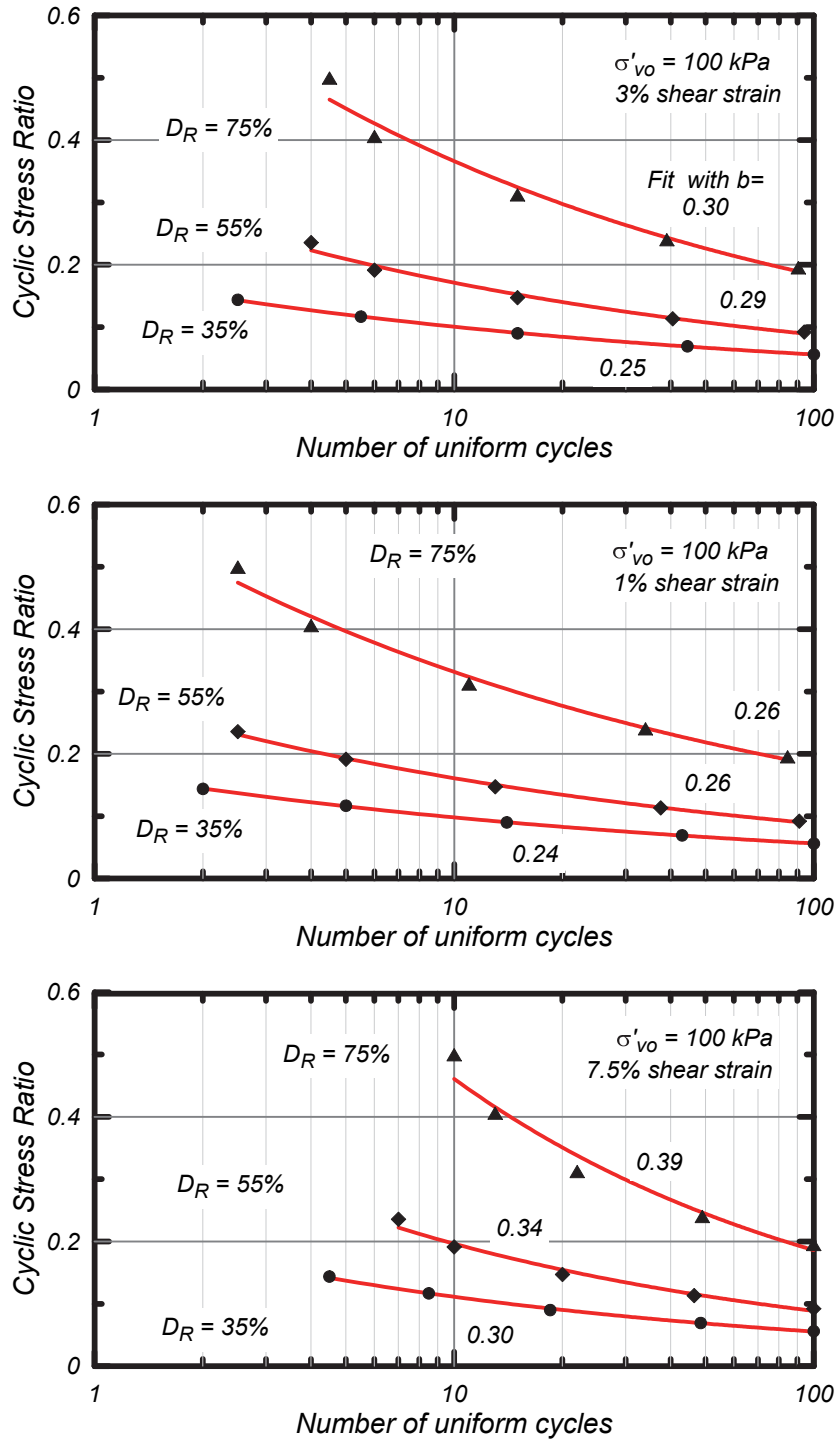 0.6
σ'vo = 100 kPa
3% shear strain
DR = 75%
0.4
Fit with b=
0.30
DR = 55%
0.2
0.29
DR = 35%
0.25
0
1 10 100
Cyclic Stress Ratio
Number of uniform cycles
0.6
DR = 75%
σ'vo = 100 kPa
1% shear strain
0.4
DR = 55%
0.26
0.2
0.26
DR = 35%
0.24
0
1 10 100
Cyclic Stress Ratio
Number of uniform cycles
0.6
σ'vo = 100 kPa
DR = 75%
7.5% shear strain
0.4
0.39
DR = 55%
0.34
0.2
DR = 35%
0.30
0
1 10 100
Cyclic Stress Ratio
Number of uniform cycles